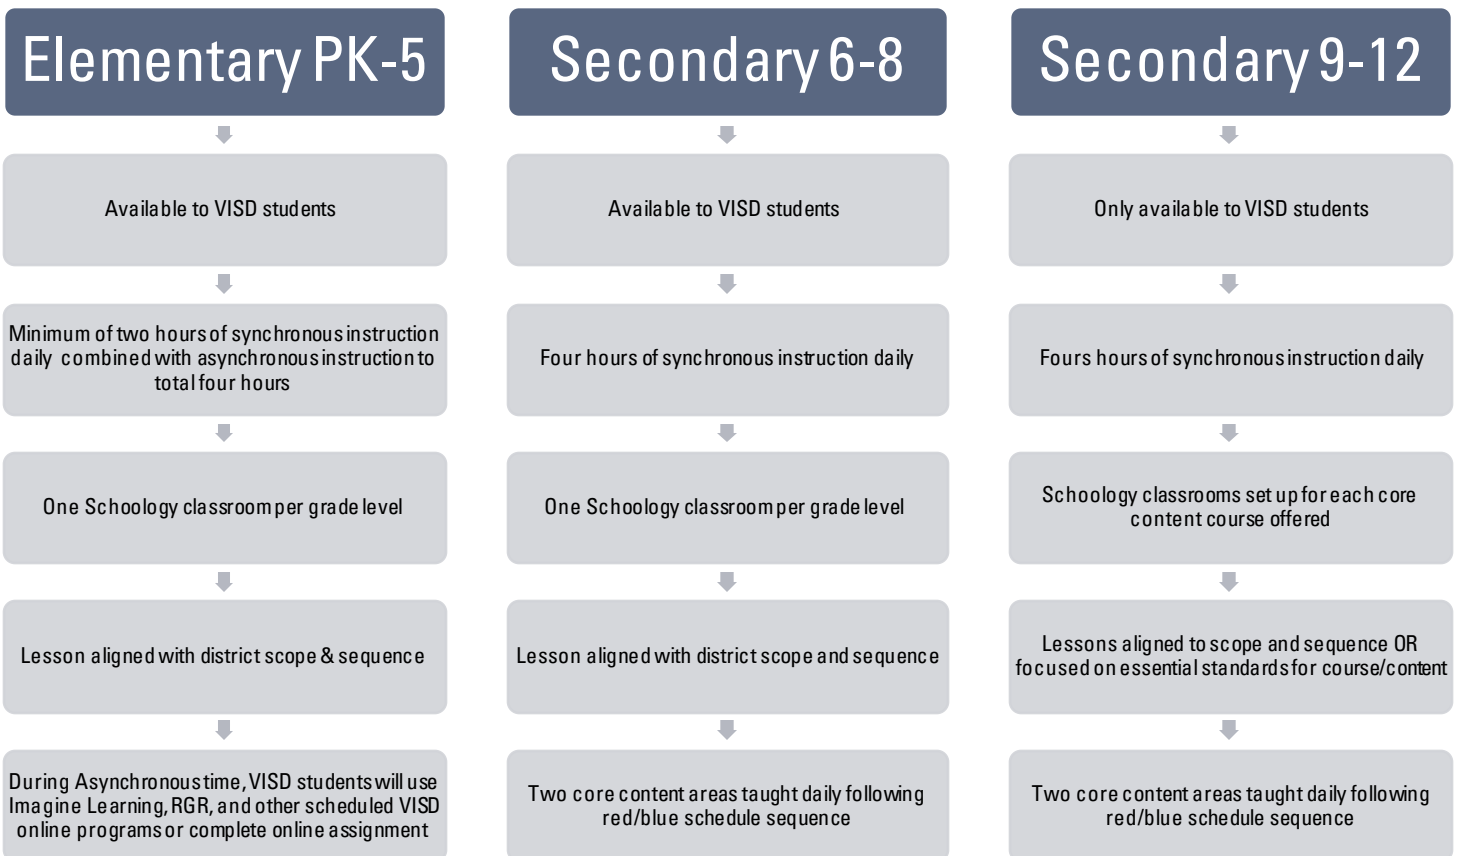 Elementary PK-5
Available to VISD students
Minimum of two hours of synchronous instruction
daily combined with asynchronous instruction to
total four hours
One Schoology classroom per grade level
Lesson aligned with district scope & sequence
During Asynchronous time, VISD students will use
Imagine Learning, RGR, and other scheduled VISD
online programs or complete online assignment
Secondary 6-8
Available to VISD students
Four hours of synchronous instruction daily
One Schoology classroom per grade level
Lesson aligned with district scope and sequence
Two core content areas taught daily following
red/blue schedule sequence
Secondary 9-12
Only available to VISD students
Fours hours of synchronous instruction daily
Schoology classrooms set up for each core
content course offered
Lessons aligned to scope and sequence OR
focused on essential standards for course/content
Two core content areas taught daily following
red/blue schedule sequence